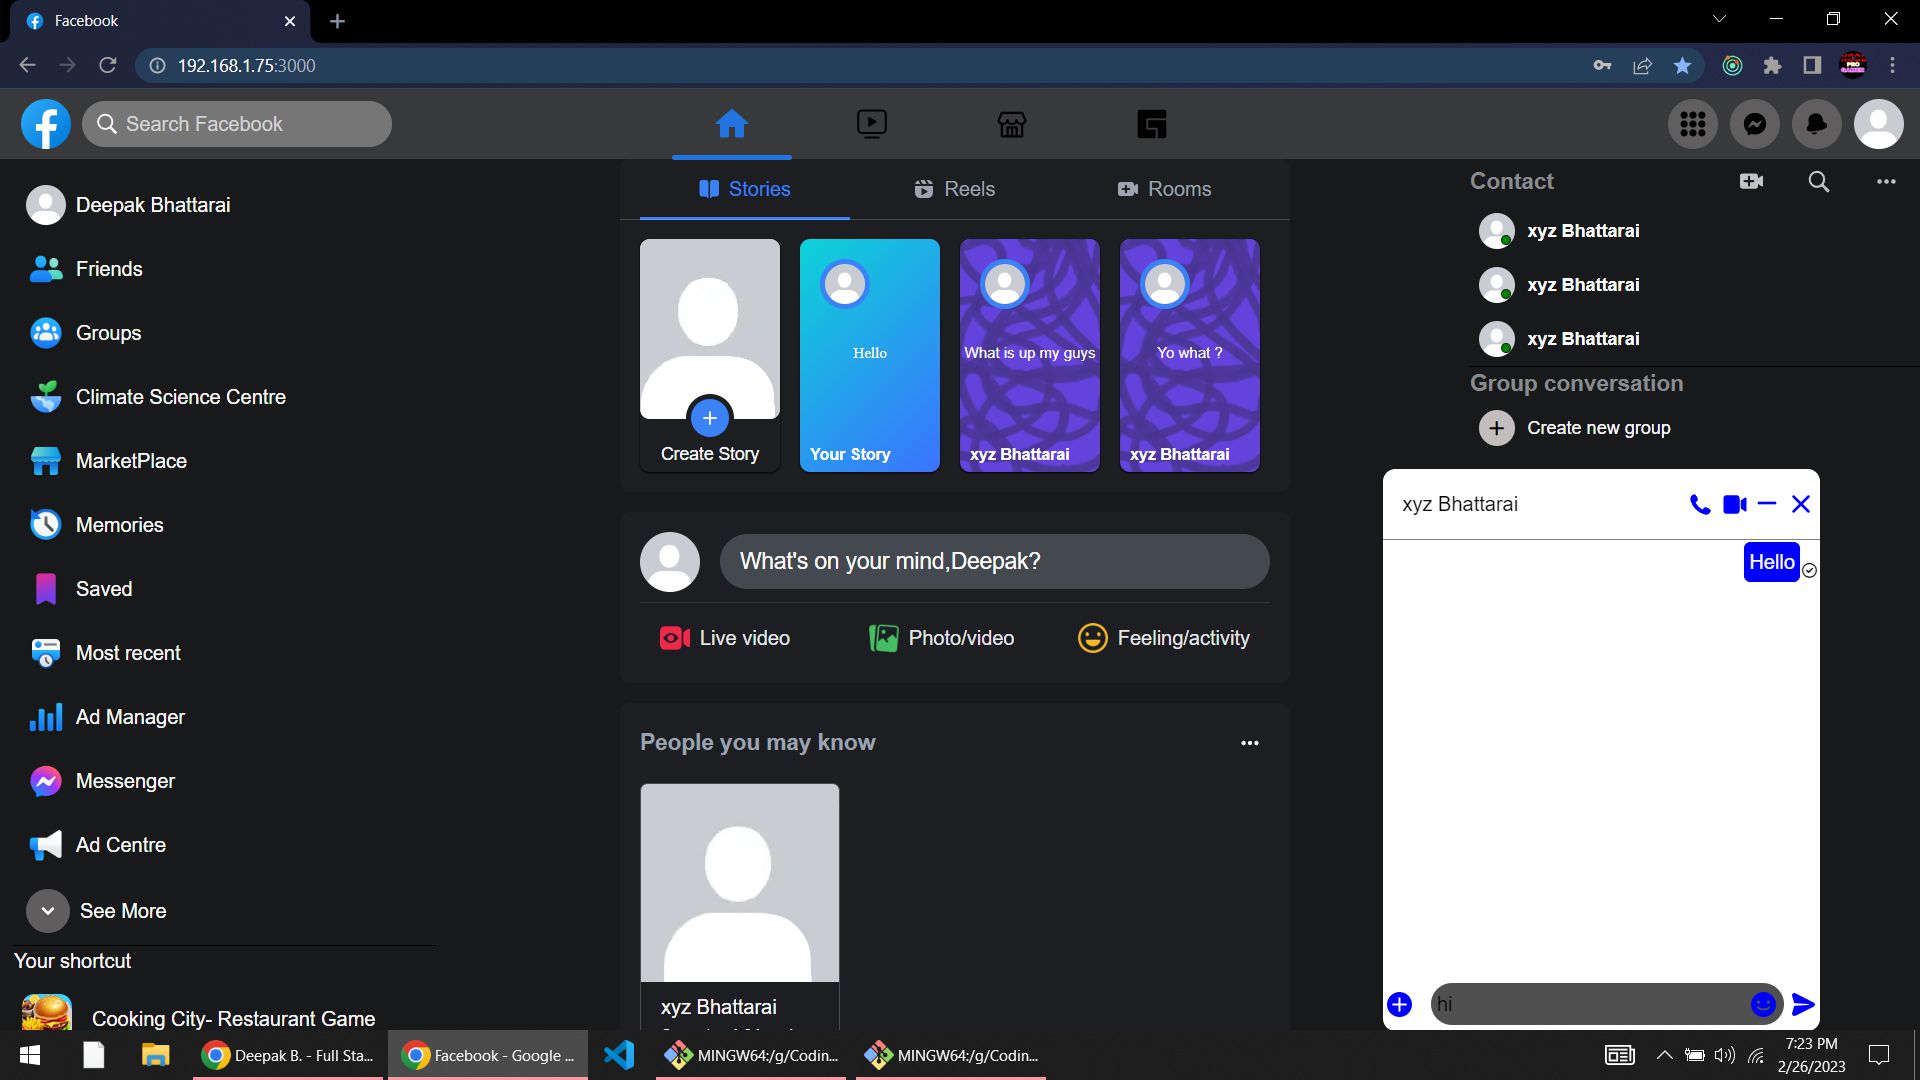 Facebook
192.168.1.75:3000
Search Facebook
Deepak Bhattarai
Friends
Groups
Climate Science Centre
MarketPlace
Memories
Saved
Most recent
Ad Manager
Messenger
Ad Centre
See More
Your shortcut
Cooking City- Restaurant Game
Stories
Reels
Rooms
Create Story
Hello
Your Story
What is up my guys
xyz Bhattarai
Yo what ?
xyz Bhattarai
What's on your mind,Deepak?
Live video
Photo/video
Feeling/activity
People you may know
xyz Bhattarai
Contact
xyz Bhattarai
xyz Bhattarai
xyz Bhattarai
Group conversation
Create new group
xyz Bhattarai
Hello
hi
Deepak B. - Full Sta...
Facebook - Google ...
MINGW64:/g/Codin...
MINGW64:/g/Codin...
7:23 PM
2/26/2023